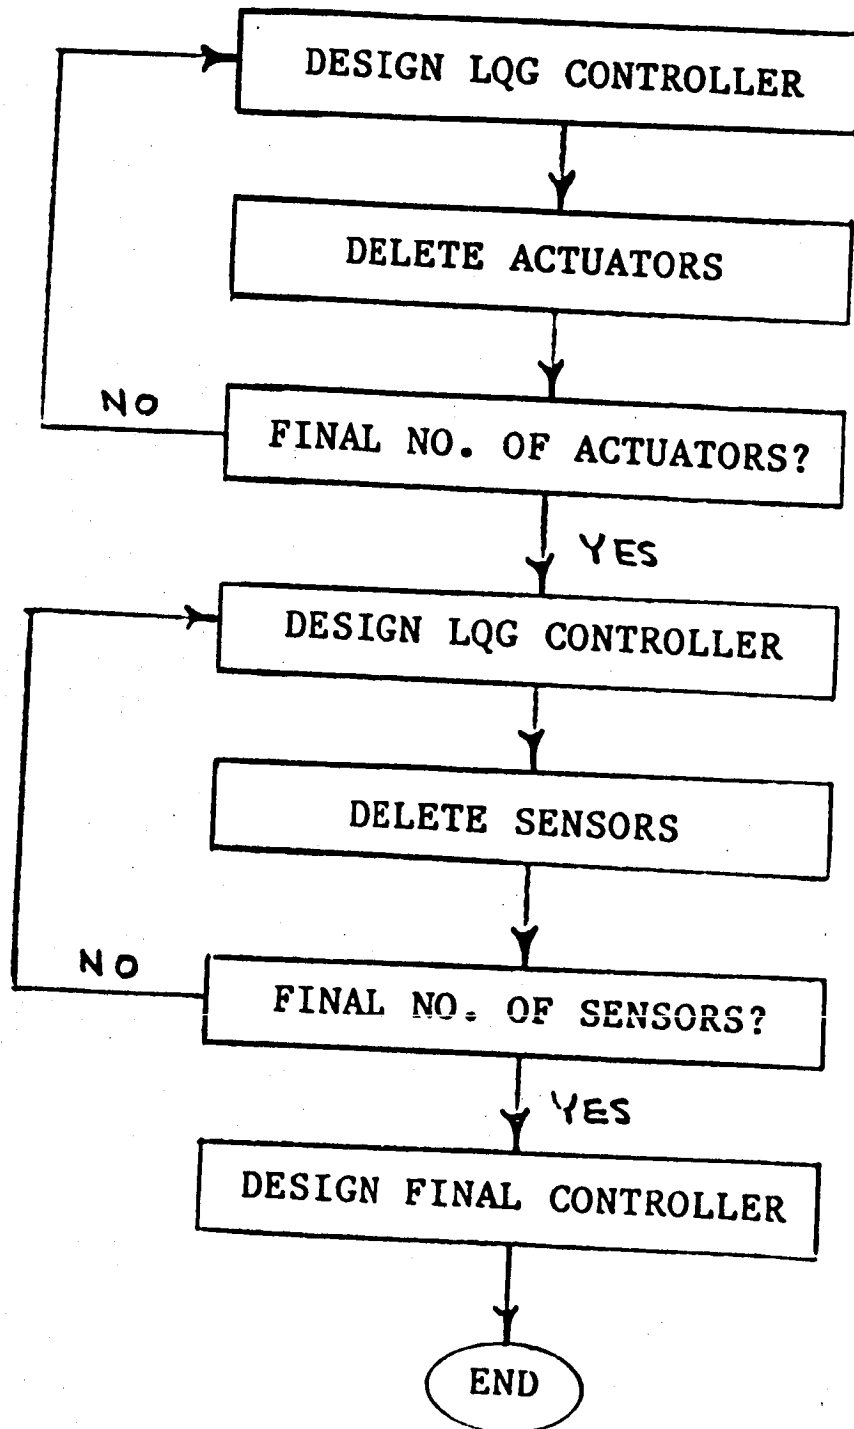 DESIGN LQG CONTROLLER
DELETE ACTUATORS
NO
FINAL NO. OF ACTUATORS?
YES
DESIGN LQG CONTROLLER
DELETE SENSORS
NO
FINAL NO. OF SENSORS?
YES
DESIGN FINAL CONTROLLER
END